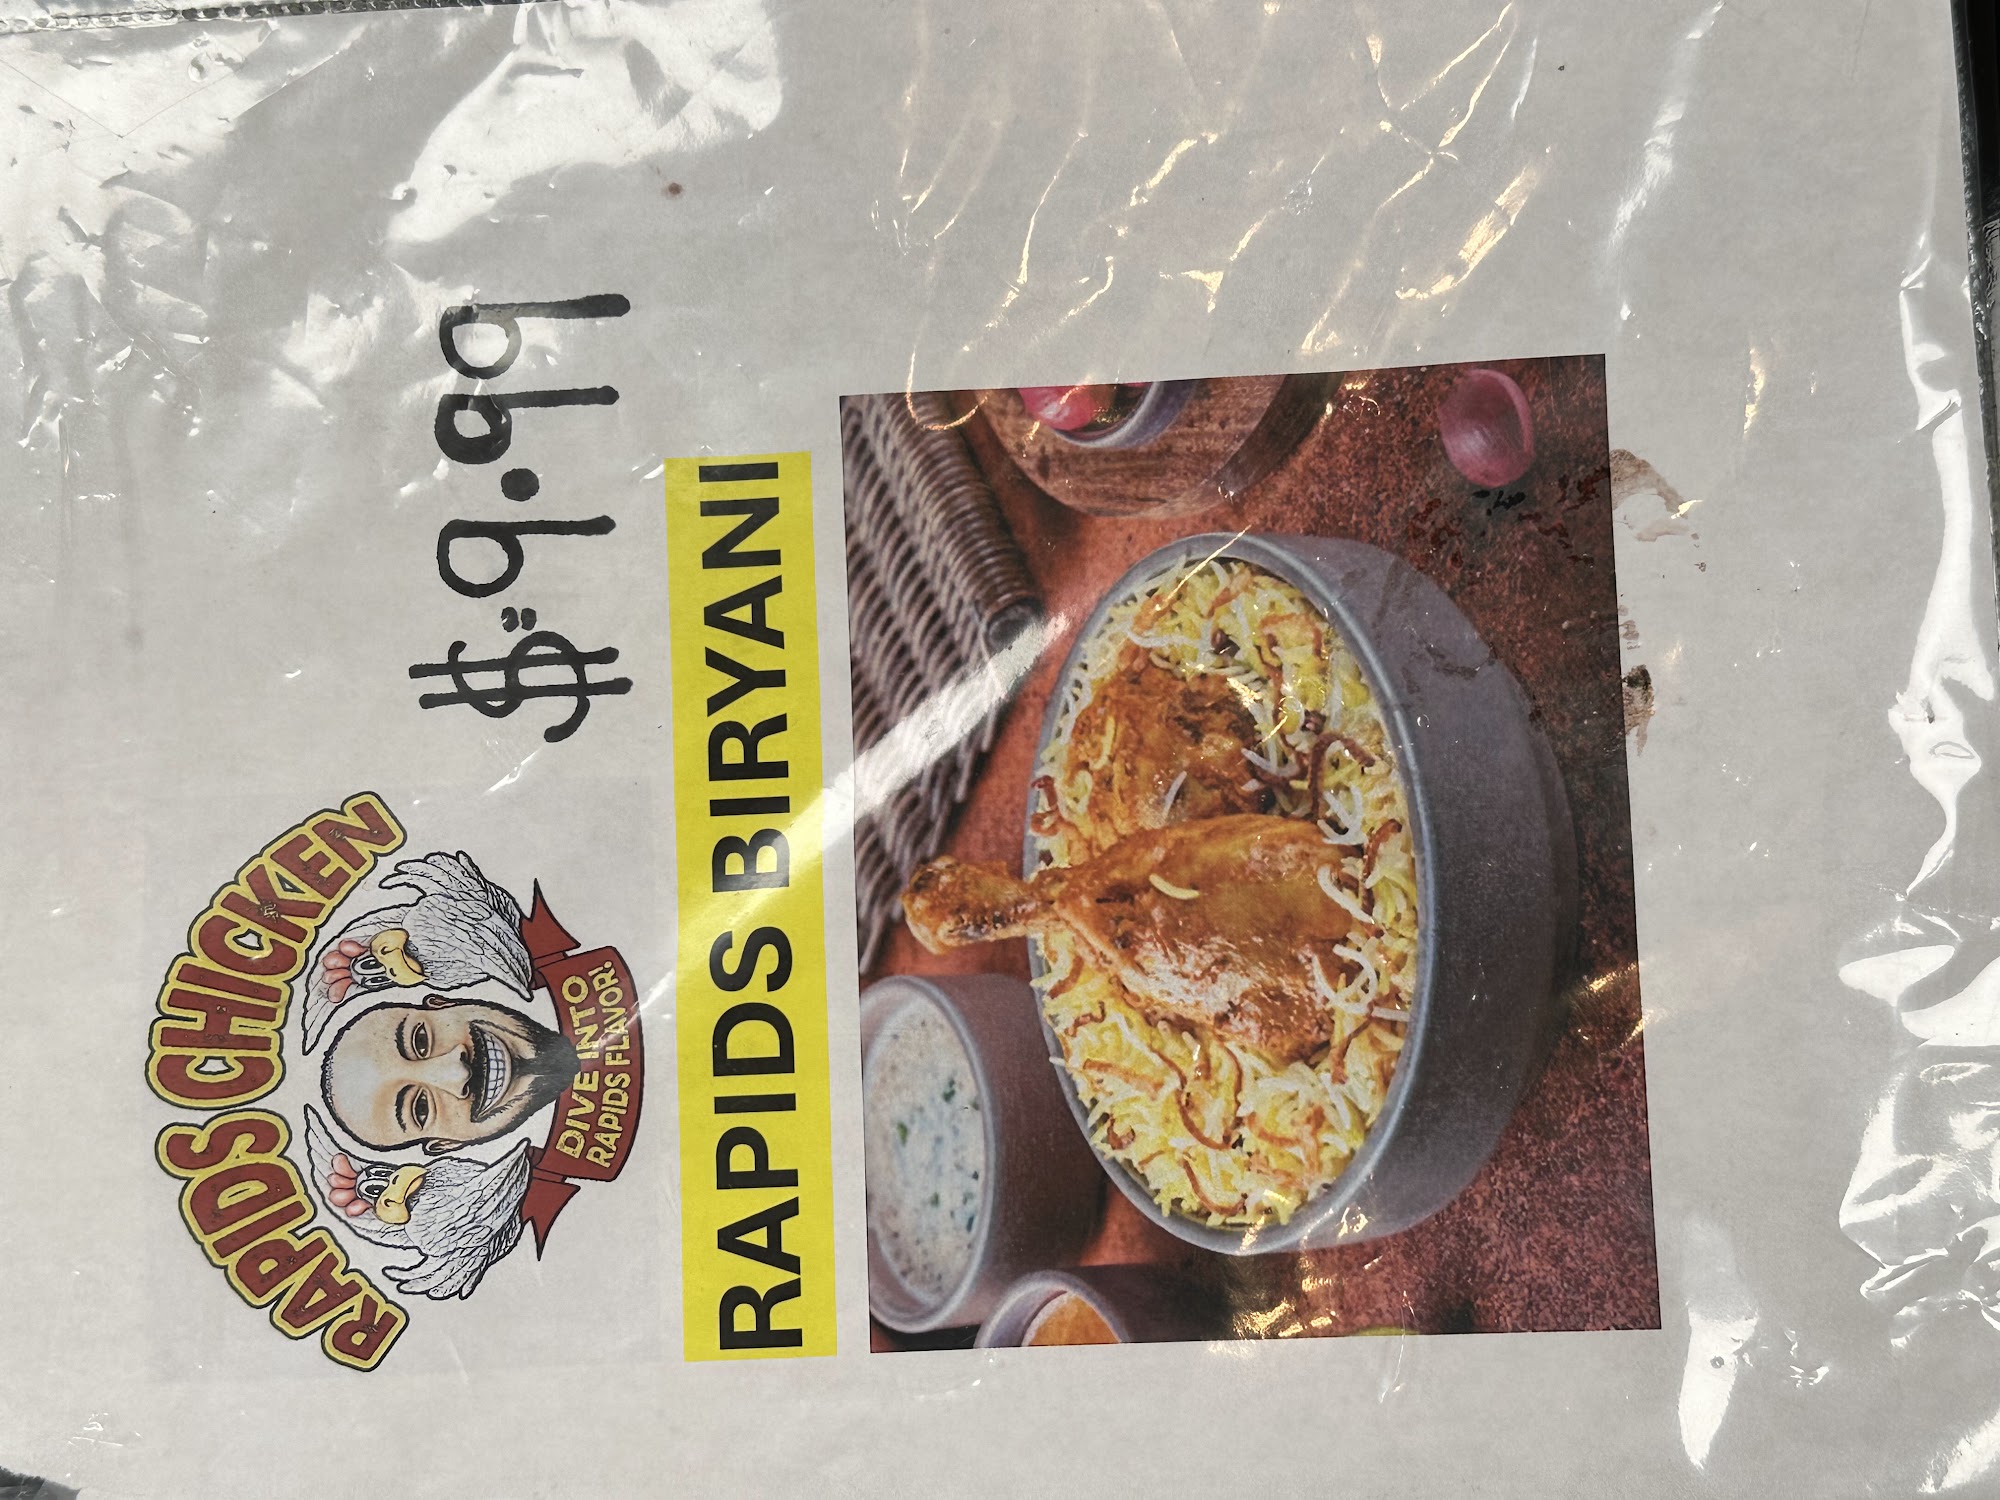 RAPIDS CHICKEN
DIVE INTO
RAPIDS FLAVOR!
$:9.99
RAPIDS BIRYANI